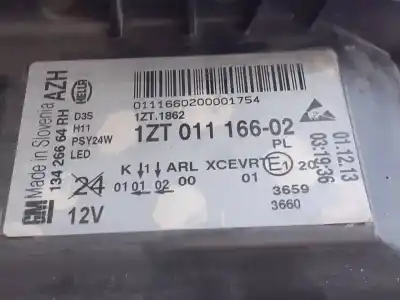 GM Made in Slovenia AZH
134 266 64 RH
HELLA
0111660200001754
1ZT.1862
D3S
H11
PSY24W
LED
1ZT 011 166-02
PL
K 1 ARL XCEVRT E1 20
01 01 02 00 01
3659
3660
12V
01.12.13
03:19:36